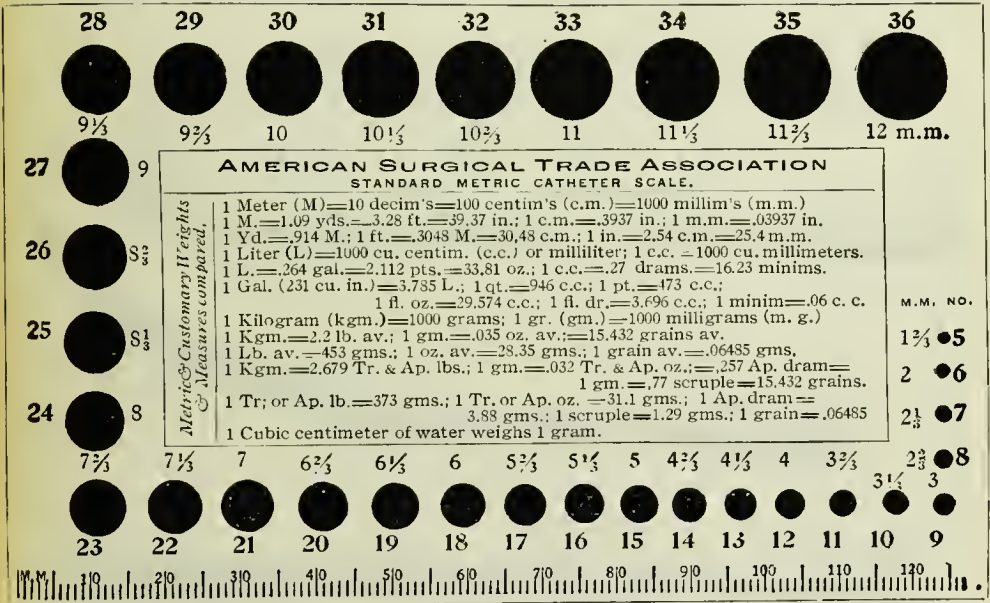 28 29 30 31 32 33 34 35 36
9⅓ 9⅔ 10 10⅓ 10⅔ 11 11⅓ 11⅔ 12 m.m.
27 9
26 8⅔
25 8⅓
24 8
AMERICAN SURGICAL TRADE ASSOCIATION
STANDARD METRIC CATHETER SCALE.
Metric & Customary Weights
& Measures compared,
1 Meter (M)=10 decim's=100 centim's (c.m.)=1000 millim's (m.m.)
1 M.=1.09 yds.=3.28 ft.=39.37 in.; 1 c.m.=.3937 in.; 1 m.m.=.03937 in.
1 Yd.=.914 M.; 1 ft.=.3048 M.=30,48 c.m.; 1 in.=2.54 c.m.=25.4 m.m.
1 Liter (L)=1000 cu. centim. (c.c.) or milliliter; 1 c.c. =1000 cu. millimeters.
1 L.=.264 gal.=2.112 pts.=33.81 oz.; 1 c.c.=.27 drams.=16.23 minims.
1 Gal. (231 cu. in.)=3.785 L.; 1 qt.=946 c.c.; 1 pt.=473 c.c.;
1 fl. oz.=29.574 c.c.; 1 fl. dr.=3.696 c.c.; 1 minim=.06 c. c.
1 Kilogram (kgm.)=1000 grams; 1 gr. (gm.)=1000 milligrams (m. g.)
1 Kgm.=2.2 lb. av.; 1 gm.=.035 oz. av.;=15.432 grains av.
1 Lb. av.=453 gms.; 1 oz. av.=28.35 gms.; 1 grain av.=.06485 gms,
1 Kgm.=2.679 Tr. & Ap. lbs.; 1 gm.=.032 Tr. & Ap. oz.;=,257 Ap. dram=
1 gm.=,77 scruple=15.432 grains.
1 Tr; or Ap. lb.=373 gms.; 1 Tr. or Ap. oz. =31.1 gms.; 1 Ap. dram=
3.88 gms.; 1 scruple=1.29 gms.; 1 grain=.06485
1 Cubic centimeter of water weighs 1 gram.
M.M. NO.
1⅔ 5
2 6
2⅓ 7
2⅔ 8
7⅔ 7⅓ 7 6⅔ 6⅓ 6 5⅔ 5⅓ 5 4⅔ 4⅓ 4 3⅔ 3⅓ 3
23 22 21 20 19 18 17 16 15 14 13 12 11 10 9
M.M. 10 20 30 40 50 60 70 80 90 100 110 120